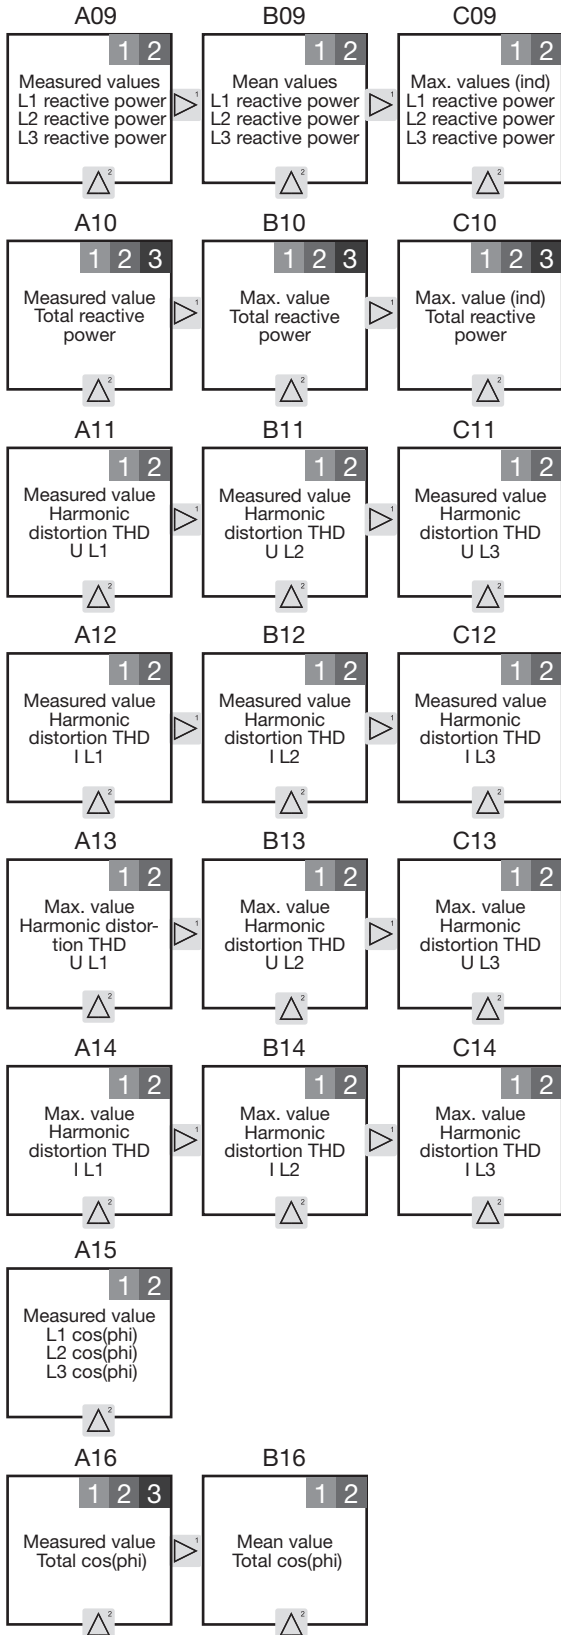 A09
B09
C09
1 2
1 2
1 2
Measured values
L1 reactive power
L2 reactive power
L3 reactive power
1
Mean values
L1 reactive power
L2 reactive power
L3 reactive power
1
Max. values (ind)
L1 reactive power
L2 reactive power
L3 reactive power
2
2
2
A10
B10
C10
1 2 3
1 2 3
1 2 3
Measured value
Total reactive
power
1
Max. value
Total reactive
power
1
Max. value (ind)
Total reactive
power
2
2
2
A11
B11
C11
1 2
1 2
1 2
Measured value
Harmonic
distortion THD
U L1
1
Measured value
Harmonic
distortion THD
U L2
1
Measured value
Harmonic
distortion THD
U L3
2
2
2
A12
B12
C12
1 2
1 2
1 2
Measured value
Harmonic
distortion THD
I L1
1
Measured value
Harmonic
distortion THD
I L2
1
Measured value
Harmonic
distortion THD
I L3
2
2
2
A13
B13
C13
1 2
1 2
1 2
Max. value
Harmonic distor-
tion THD
U L1
1
Max. value
Harmonic
distortion THD
U L2
1
Max. value
Harmonic
distortion THD
U L3
2
2
2
A14
B14
C14
1 2
1 2
1 2
Max. value
Harmonic
distortion THD
I L1
1
Max. value
Harmonic
distortion THD
I L2
1
Max. value
Harmonic
distortion THD
I L3
2
2
2
A15
1 2
Measured value
L1 cos(phi)
L2 cos(phi)
L3 cos(phi)
2
A16
B16
1 2 3
1 2
Measured value
Total cos(phi)
1
Mean value
Total cos(phi)
2
2